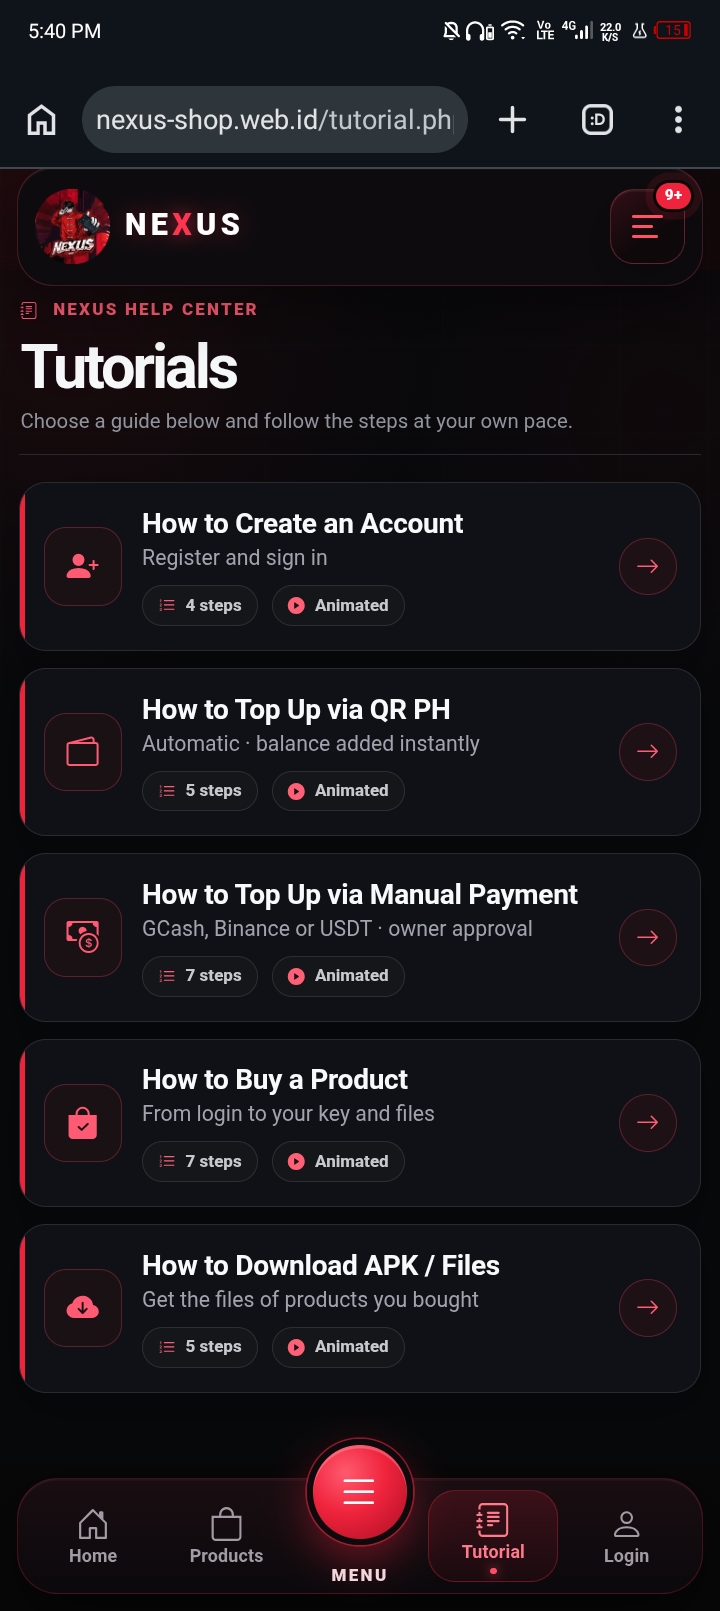 5:40 PM
Vo LTE
4G
22.0 K/S
15
nexus-shop.web.id/tutorial.ph
:D
NEXUS
NEXUS
9+
NEXUS HELP CENTER
Tutorials
Choose a guide below and follow the steps at your own pace.
How to Create an Account
Register and sign in
4 steps
Animated
How to Top Up via QR PH
Automatic · balance added instantly
5 steps
Animated
How to Top Up via Manual Payment
GCash, Binance or USDT · owner approval
7 steps
Animated
How to Buy a Product
From login to your key and files
7 steps
Animated
How to Download APK / Files
Get the files of products you bought
5 steps
Animated
Home
Products
MENU
Tutorial
Login